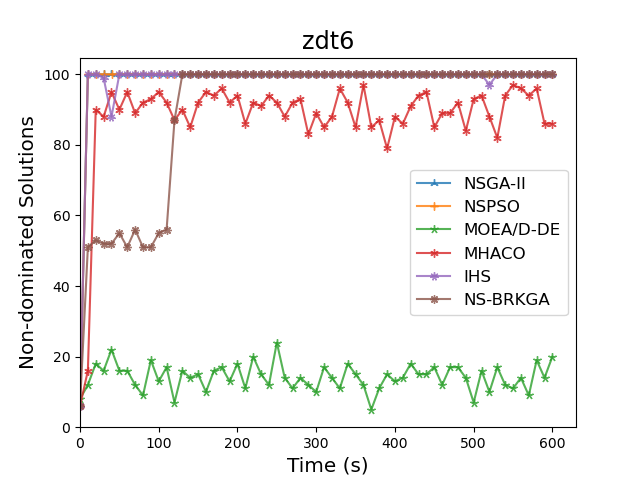 zdt6
Non-dominated Solutions
100
80
60
40
20
0
0 100 200 300 400 500 600
Time (s)
NSGA-II
NSPSO
MOEA/D-DE
MHACO
IHS
NS-BRKGA